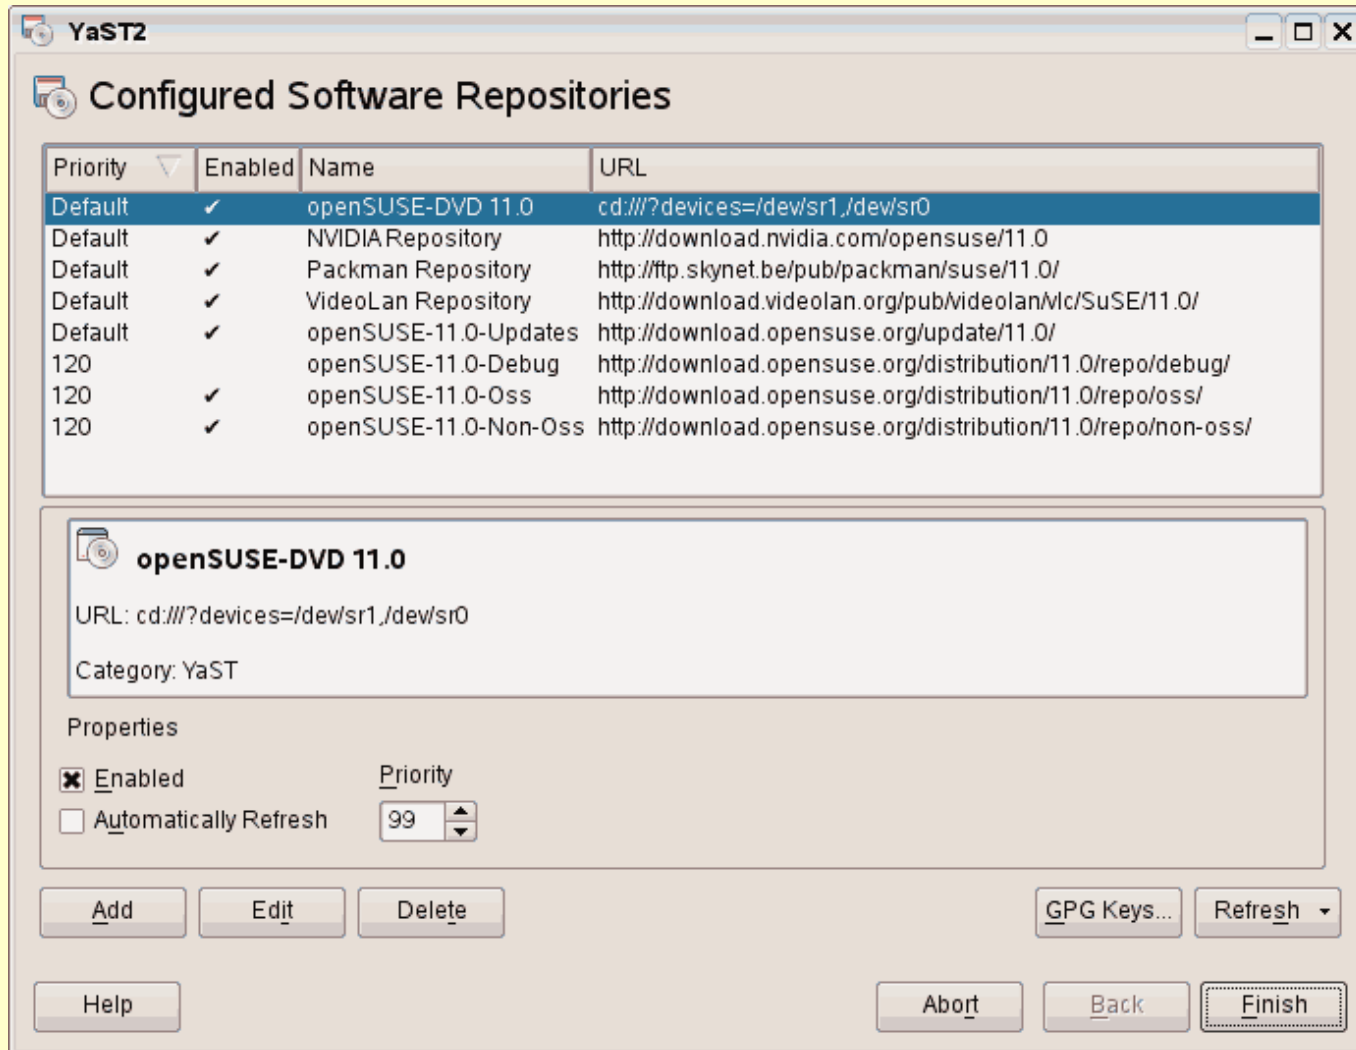 YaST2
Configured Software Repositories
Priority Enabled Name URL
Default ✔ openSUSE-DVD 11.0 cd:///?devices=/dev/sr1,/dev/sr0
Default ✔ NVIDIA Repository http://download.nvidia.com/opensuse/11.0
Default ✔ Packman Repository http://ftp.skynet.be/pub/packman/suse/11.0/
Default ✔ VideoLan Repository http://download.videolan.org/pub/videolan/vlc/SuSE/11.0/
Default ✔ openSUSE-11.0-Updates http://download.opensuse.org/update/11.0/
120 openSUSE-11.0-Debug http://download.opensuse.org/distribution/11.0/repo/debug/
120 ✔ openSUSE-11.0-Oss http://download.opensuse.org/distribution/11.0/repo/oss/
120 ✔ openSUSE-11.0-Non-Oss http://download.opensuse.org/distribution/11.0/repo/non-oss/
openSUSE-DVD 11.0
URL: cd:///?devices=/dev/sr1,/dev/sr0
Category: YaST
Properties
Enabled Priority
Automatically Refresh 99
Add Edit Delete GPG Keys... Refresh
Help Abort Back Finish